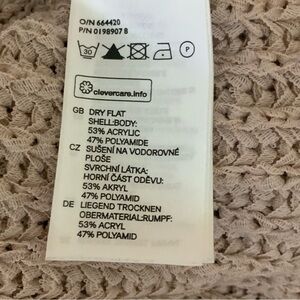 O/N 664420
P/N 0198907 8
30
P
clevercare.info
GB DRY FLAT
SHELL:BODY:
53% ACRYLIC
47% POLYAMIDE
CZ SUŠENÍ NA VODOROVNÉ
PLOŠE
SVRCHNÍ LÁTKA:
HORNÍ ČÁST ODĚVU:
53% AKRYL
47% POLYAMID
DE LIEGEND TROCKNEN
OBERMATERIAL:RUMPF:
53% ACRYL
47% POLYAMID